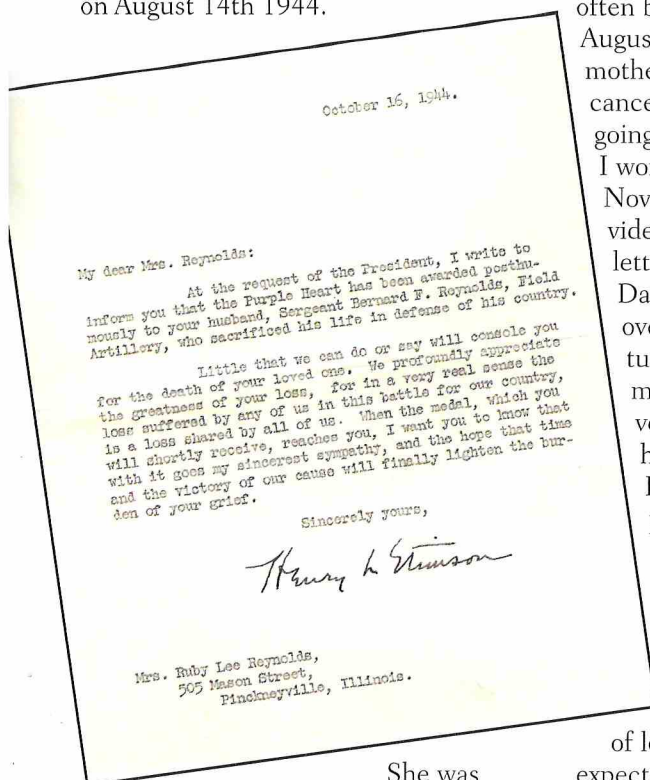 on August 14th 1944.
October 16, 1944.
My dear Mrs. Reynolds:
At the request of the President, I write to
inform you that the Purple Heart has been awarded posthu-
mously to your husband, Sergeant Bernard F. Reynolds, Field
Artillery, who sacrificed his life in defense of his country.
Little that we can do or say will console you
for the death of your loved one. We profoundly appreciate
the greatness of your loss, for in a very real sense the
loss suffered by any of us in this battle for our country,
is a loss shared by all of us. When the medal, which you
will shortly receive, reaches you, I want you to know that
with it goes my sincerest sympathy, and the hope that time
and the victory of our cause will finally lighten the bur-
den of your grief.
Sincerely yours,
Henry L Stimson
Mrs. Ruby Lee Reynolds,
505 Mason Street,
Pinckneyville, Illinois.
She was
often b
Augus
mothe
cance
going
I wo
Nov
vide
lett
Da
ove
tu
m
ve
h
of lo
expect